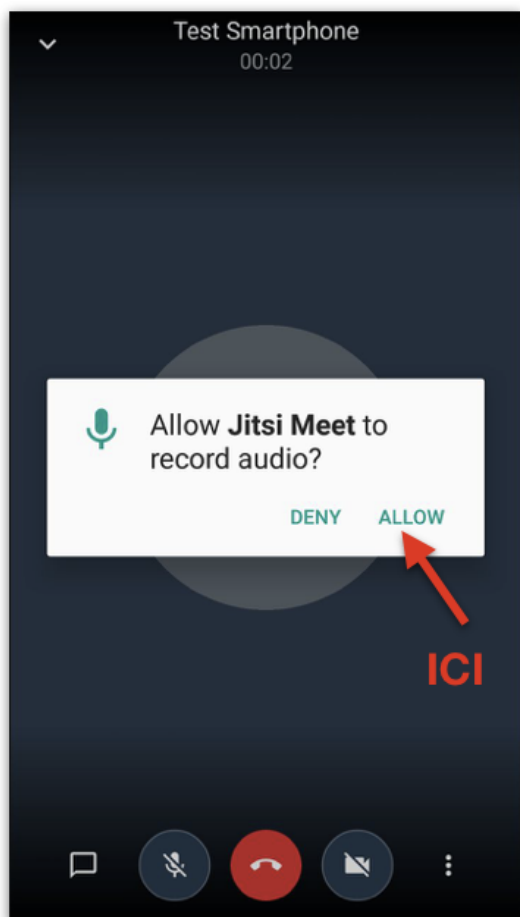 Test Smartphone
00:02
Allow Jitsi Meet to
record audio?
DENY ALLOW
ICI